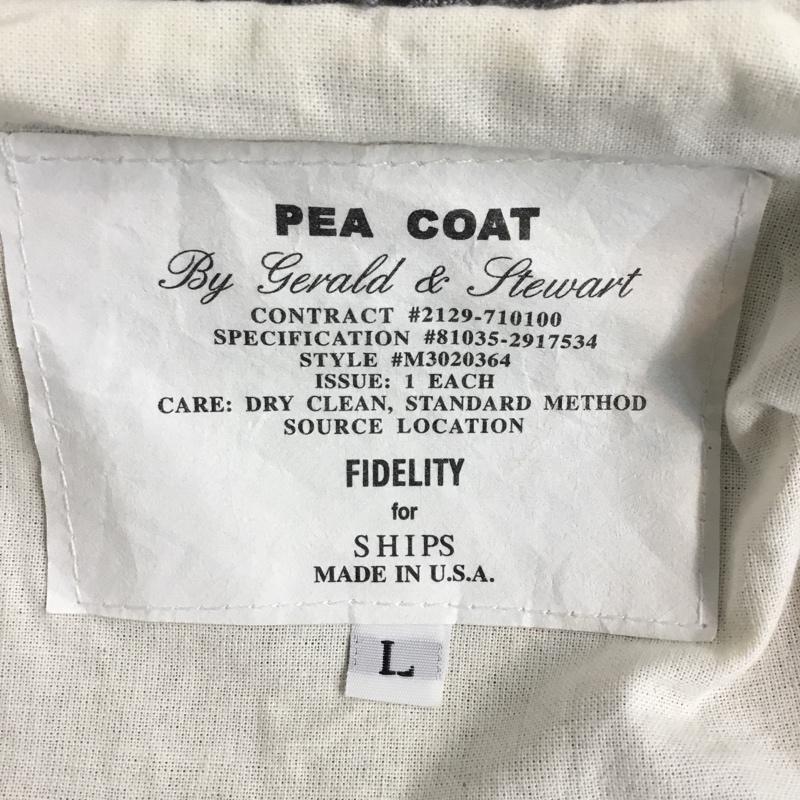 PEA COAT
By Gerald & Stewart
CONTRACT #2129-710100
SPECIFICATION #81035-2917534
STYLE #M3020364
ISSUE: 1 EACH
CARE: DRY CLEAN, STANDARD METHOD
SOURCE LOCATION
FIDELITY
for
SHIPS
MADE IN U.S.A.
L